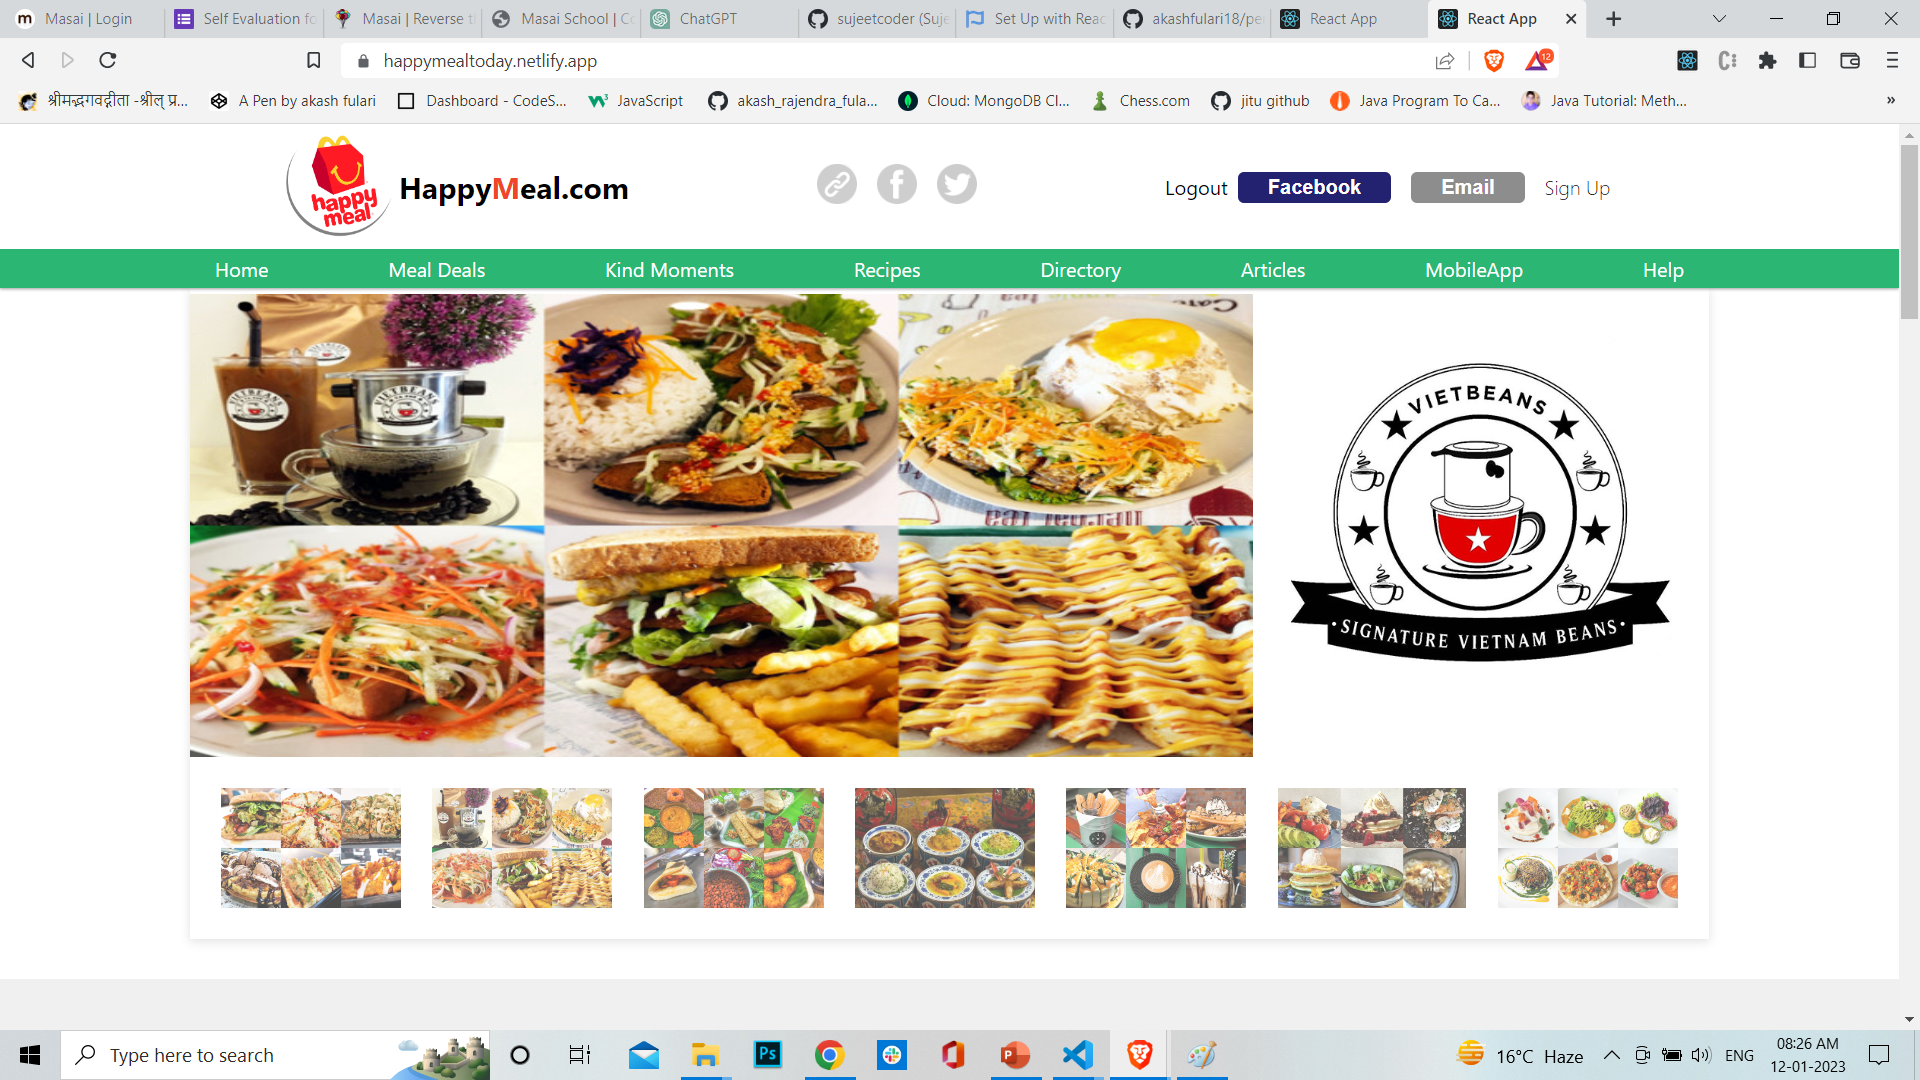 Masai | Login
Self Evaluation fo
Masai | Reverse t
Masai School | Co
ChatGPT
sujeetcoder (Suje
Set Up with Reac
akashfulari18/per
React App
React App
happymealtoday.netlify.app
12
श्रीमद्भगवद्गीता -श्रील् प्र...
A Pen by akash fulari
Dashboard - CodeS...
JavaScript
akash_rajendra_fula...
Cloud: MongoDB Cl...
Chess.com
jitu github
Java Program To Ca...
Java Tutorial: Meth...
»
happy
meal
HappyMeal.com
Logout
Facebook
Email
Sign Up
Home
Meal Deals
Kind Moments
Recipes
Directory
Articles
MobileApp
Help
VIETBEANS
VIETBEANS
·SIGNATURE VIETNAM BEANS·
Type here to search
Ps
16°C Haze
ENG
08:26 AM
12-01-2023